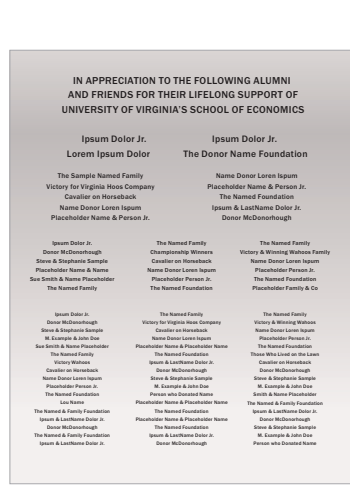 IN APPRECIATION TO THE FOLLOWING ALUMNI
AND FRIENDS FOR THEIR LIFELONG SUPPORT OF
UNIVERSITY OF VIRGINIA'S SCHOOL OF ECONOMICS
Ipsum Dolor Jr.
Lorem Ipsum Dolor
Ipsum Dolor Jr.
The Donor Name Foundation
The Sample Named Family
Victory for Virginia Hoos Company
Cavalier on Horseback
Name Donor Loren Ispum
Placeholder Name & Person Jr.
Name Donor Loren Ispum
Placeholder Name & Person Jr.
The Named Foundation
Ipsum & LastName Dolor Jr.
Donor McDonorhough
Ipsum Dolor Jr.
Donor McDonorhough
Steve & Stephanie Sample
Placeholder Name & Name
Sue Smith & Name Placeholder
The Named Family
The Named Family
Championship Winners
Cavalier on Horseback
Name Donor Loren Ispum
Placeholder Person Jr.
The Named Foundation
The Named Family
Victory & Winning Wahoos Family
Name Donor Loren Ispum
Placeholder Person Jr.
The Named Foundation
Placeholder Family & Co
Ipsum Dolor Jr.
Donor McDonorhough
Steve & Stephanie Sample
M. Example & John Doe
Sue Smith & Name Placeholder
The Named Family
Victory Wahoos
Cavalier on Horseback
Name Donor Loren Ispum
Placeholder Person Jr.
The Named Foundation
Lou Name
The Named & Family Foundation
Ipsum & LastName Dolor Jr.
Donor McDonorhough
The Named & Family Foundation
Ipsum & LastName Dolor Jr.
The Named Family
Victory for Virginia Hoos Company
Cavalier on Horseback
Name Donor Loren Ispum
Placeholder Name & Placeholder Name
The Named Foundation
Ipsum & LastName Dolor Jr.
Donor McDonorhough
Steve & Stephanie Sample
M. Example & John Doe
Person who Donated Name
Placeholder Name & Placeholder Name
The Named Foundation
Placeholder Name & Placeholder Name
The Named Foundation
Ipsum & LastName Dolor Jr.
Donor McDonorhough
The Named Family
Victory & Winning Wahoos
Name Donor Loren Ispum
Placeholder Person Jr.
The Named Foundation
Those Who Lived on the Lawn
Cavalier on Horseback
Donor McDonorhough
Steve & Stephanie Sample
M. Example & John Doe
Smith & Name Placeholder
The Named & Family Foundation
Ipsum & LastName Dolor Jr.
Donor McDonorhough
Steve & Stephanie Sample
M. Example & John Doe
Person who Donated Name